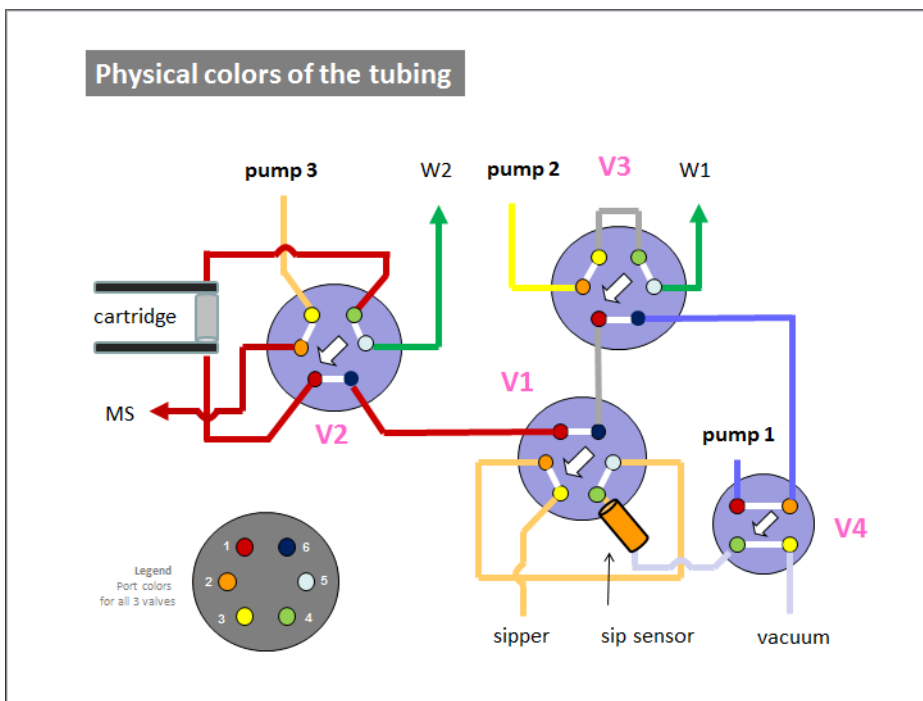 Physical colors of the tubing
pump 3
W2
pump 2
V3
W1
cartridge
V1
MS
V2
pump 1
V4
1
6
Legend
Port colors
for all 3 valves
2
5
3
4
sipper
sip sensor
vacuum